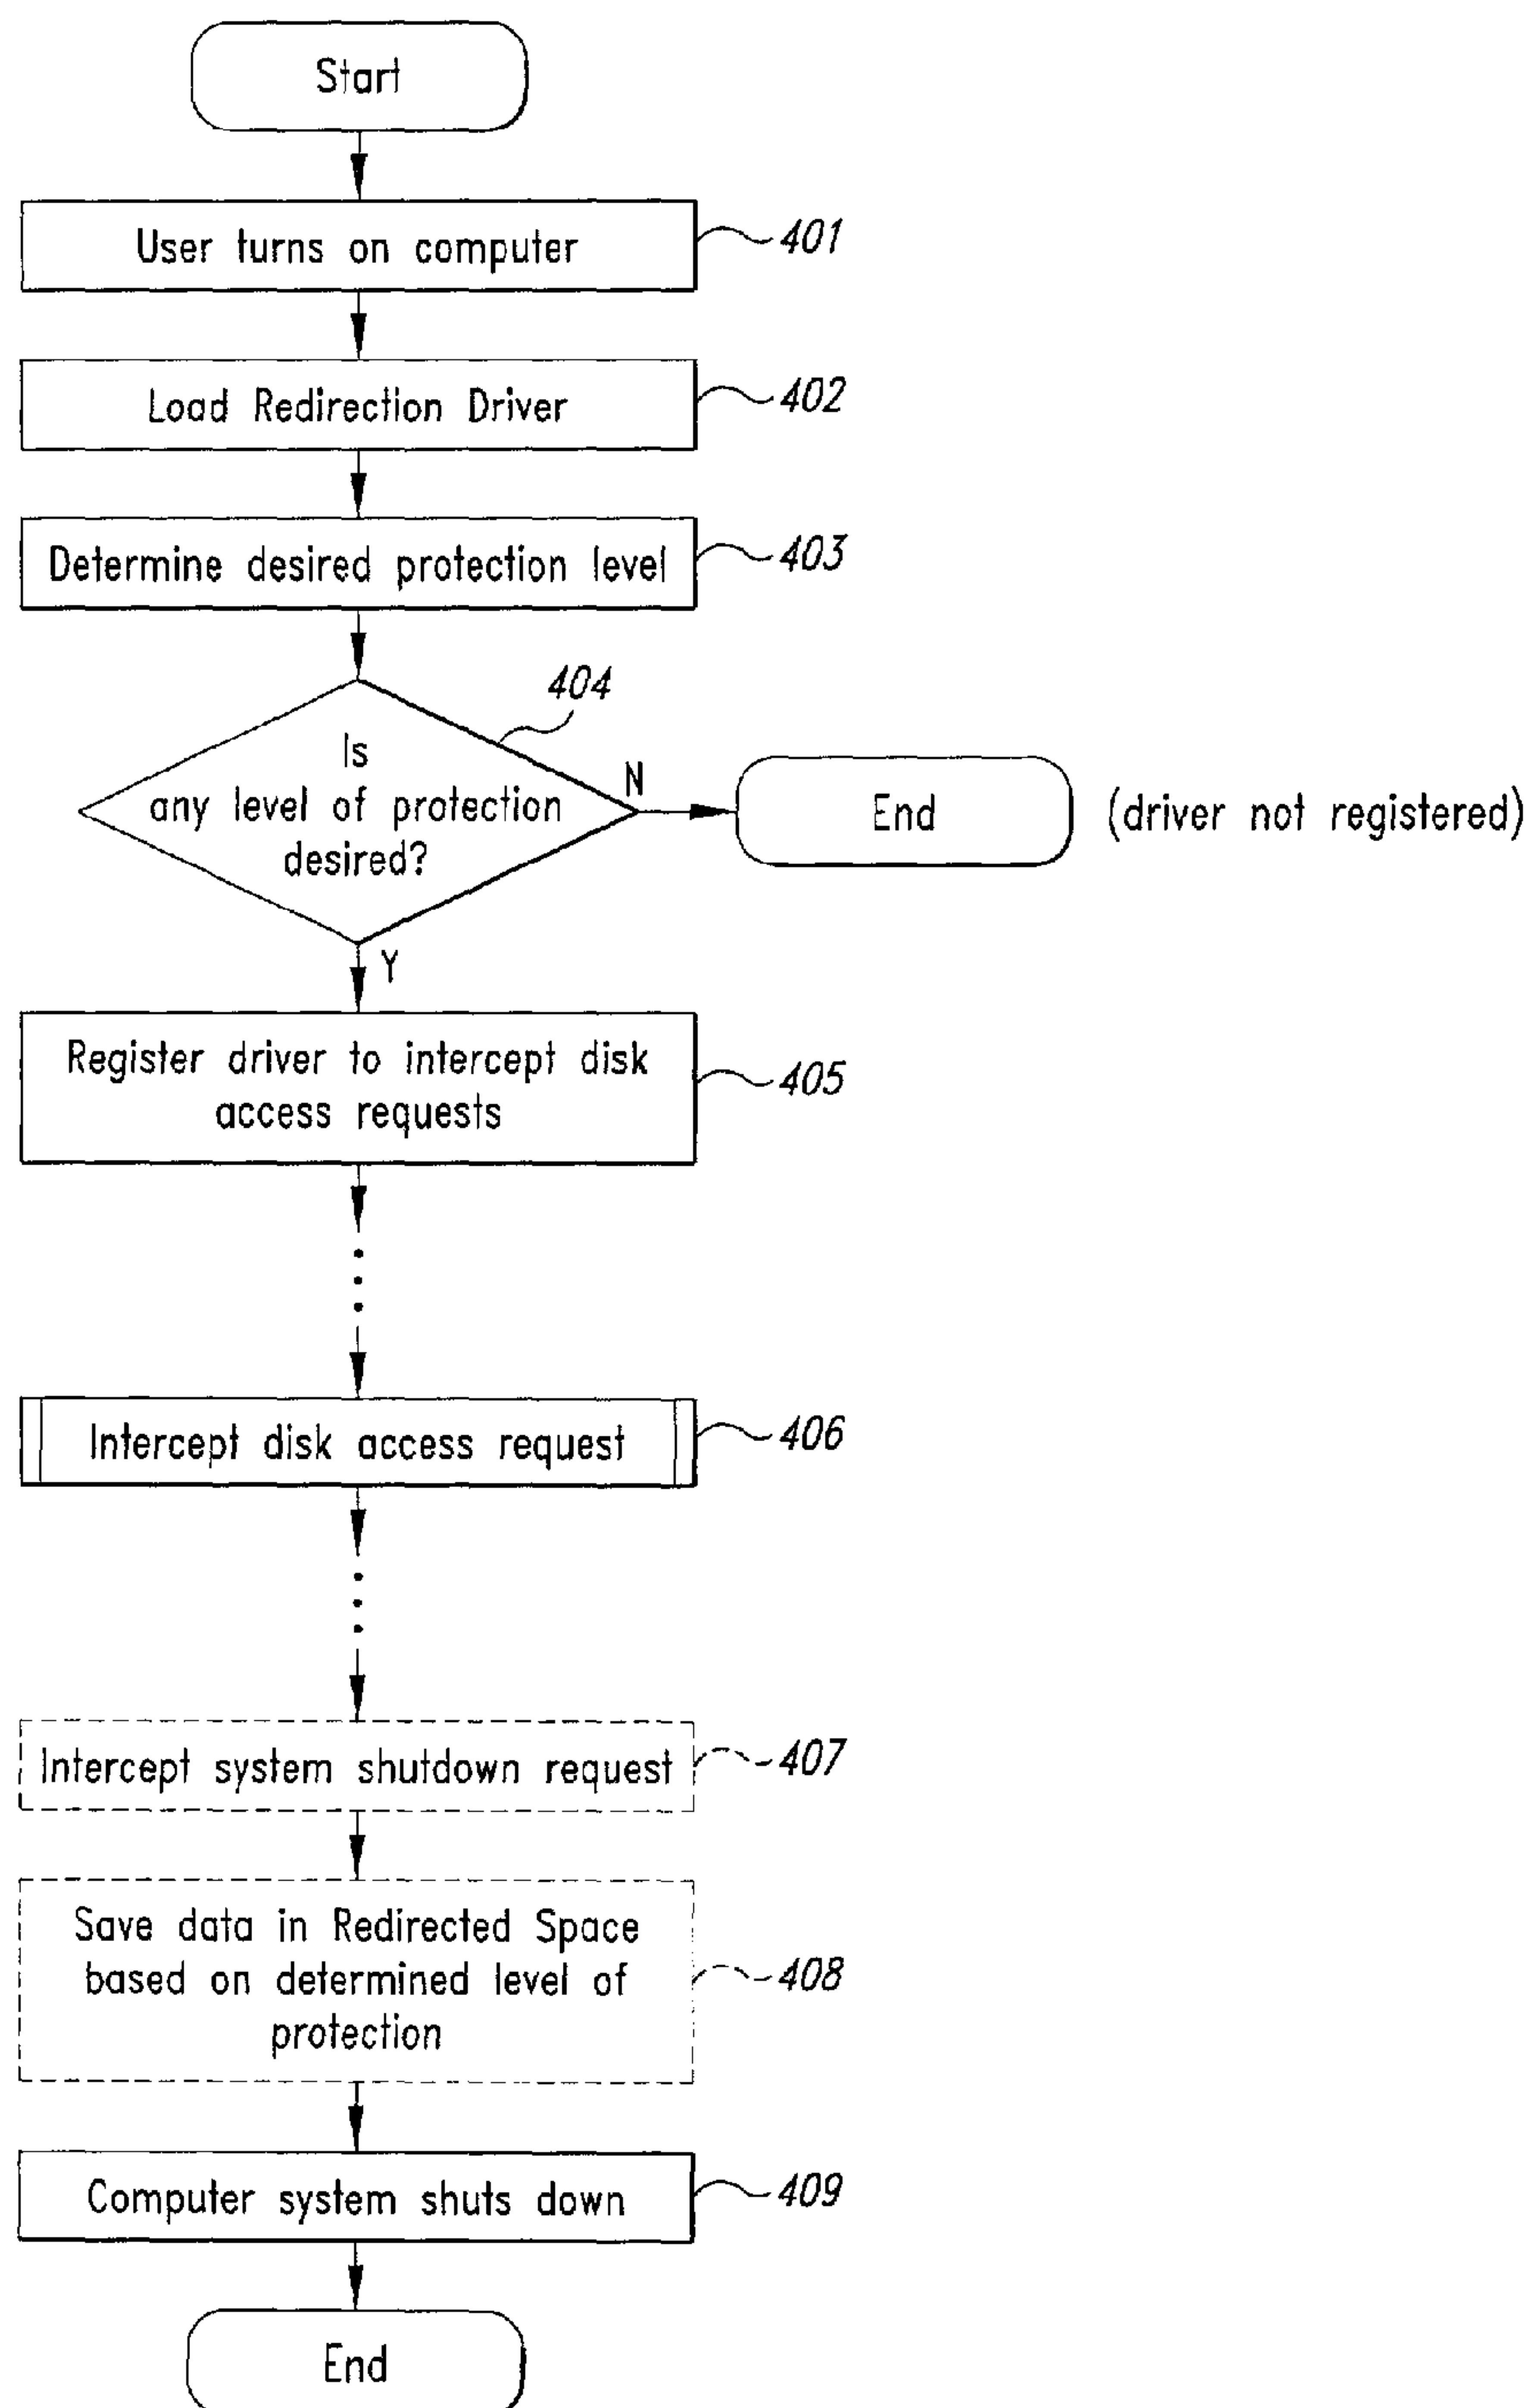 Start
User turns on computer
401
Load Redirection Driver
402
Determine desired protection level
403
404
Is
any level of protection
desired?
N
End
(driver not registered)
Y
Register driver to intercept disk
access requests
405
Intercept disk access request
406
Intercept system shutdown request
407
Save data in Redirected Space
based on determined level of
protection
408
Computer system shuts down
409
End